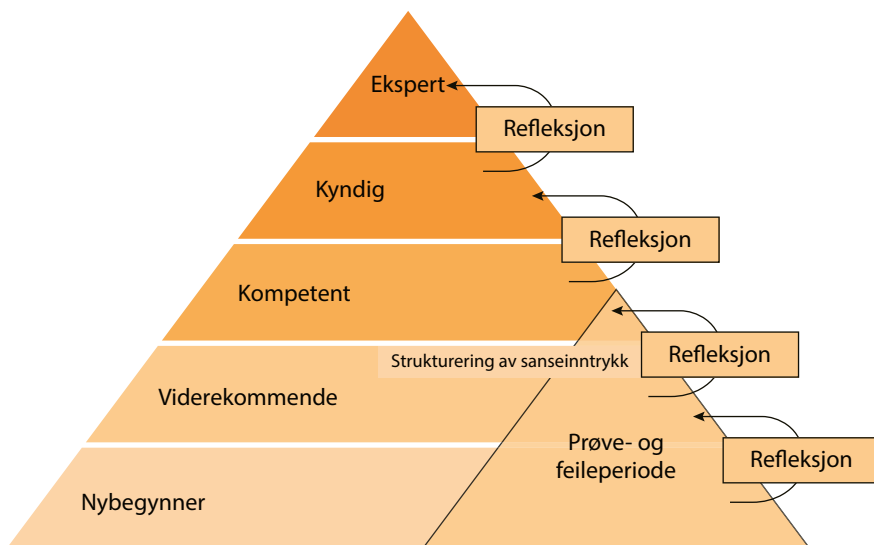 Ekspert
Refleksjon
Kyndig
Refleksjon
Kompetent
Refleksjon
Strukturering av sanseinntrykk
Viderekommende
Prøve- og
feileperiode
Refleksjon
Nybegynner